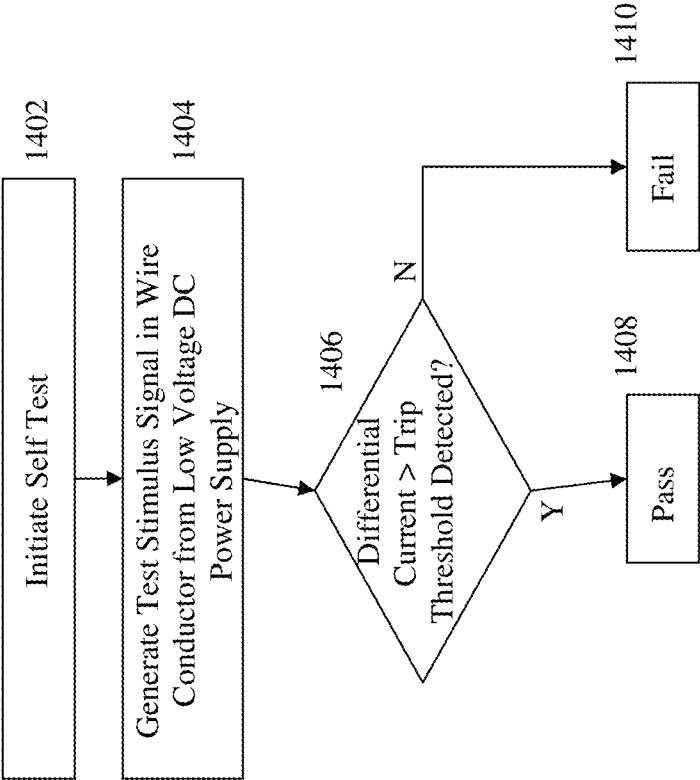 Initiate Self Test
1402
Generate Test Stimulus Signal in Wire
Conductor from Low Voltage DC
Power Supply
1404
Differential
Current > Trip
Threshold Detected?
1406
N
Y
Pass
1408
Fail
1410